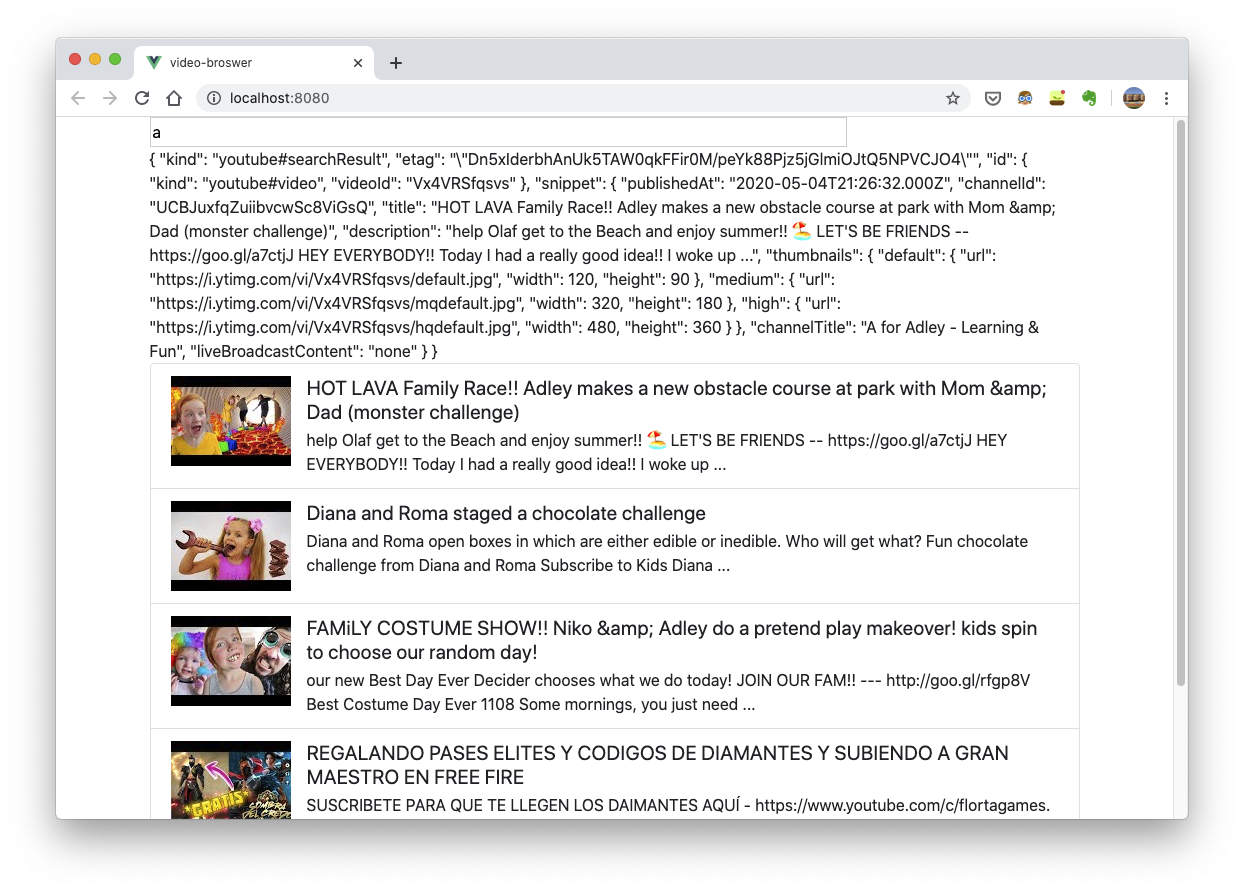 video-broswer
localhost:8080
a
{ "kind": "youtube#searchResult", "etag": "\"Dn5xIderbhAnUk5TAW0qkFFir0M/peYk88Pjz5jGlmiOJtQ5NPVCJO4\"", "id": {
"kind": "youtube#video", "videoId": "Vx4VRSfqsvs" }, "snippet": { "publishedAt": "2020-05-04T21:26:32.000Z", "channelId":
"UCBJuxfqZuiibvcwSc8ViGsQ", "title": "HOT LAVA Family Race!! Adley makes a new obstacle course at park with Mom &amp;
Dad (monster challenge)", "description": "help Olaf get to the Beach and enjoy summer!! 🏖️ LET'S BE FRIENDS --
https://goo.gl/a7ctjJ HEY EVERYBODY!! Today I had a really good idea!! I woke up ...", "thumbnails": { "default": { "url":
"https://i.ytimg.com/vi/Vx4VRSfqsvs/default.jpg", "width": 120, "height": 90 }, "medium": { "url":
"https://i.ytimg.com/vi/Vx4VRSfqsvs/mqdefault.jpg", "width": 320, "height": 180 }, "high": { "url":
"https://i.ytimg.com/vi/Vx4VRSfqsvs/hqdefault.jpg", "width": 480, "height": 360 } }, "channelTitle": "A for Adley - Learning &
Fun", "liveBroadcastContent": "none" } }
HOT LAVA Family Race!! Adley makes a new obstacle course at park with Mom &amp;
Dad (monster challenge)
help Olaf get to the Beach and enjoy summer!! 🏖️ LET'S BE FRIENDS -- https://goo.gl/a7ctjJ HEY
EVERYBODY!! Today I had a really good idea!! I woke up ...
Diana and Roma staged a chocolate challenge
Diana and Roma open boxes in which are either edible or inedible. Who will get what? Fun chocolate
challenge from Diana and Roma Subscribe to Kids Diana ...
FAMiLY COSTUME SHOW!! Niko &amp; Adley do a pretend play makeover! kids spin
to choose our random day!
our new Best Day Ever Decider chooses what we do today! JOIN OUR FAM!! --- http://goo.gl/rfgp8V
Best Costume Day Ever 1108 Some mornings, you just need ...
*GRATIS*
REGALANDO PASES ELITES Y CODIGOS DE DIAMANTES Y SUBIENDO A GRAN
MAESTRO EN FREE FIRE
SUSCRIBETE PARA QUE TE LLEGEN LOS DAIMANTES AQUÍ - https://www.youtube.com/c/flortagames.